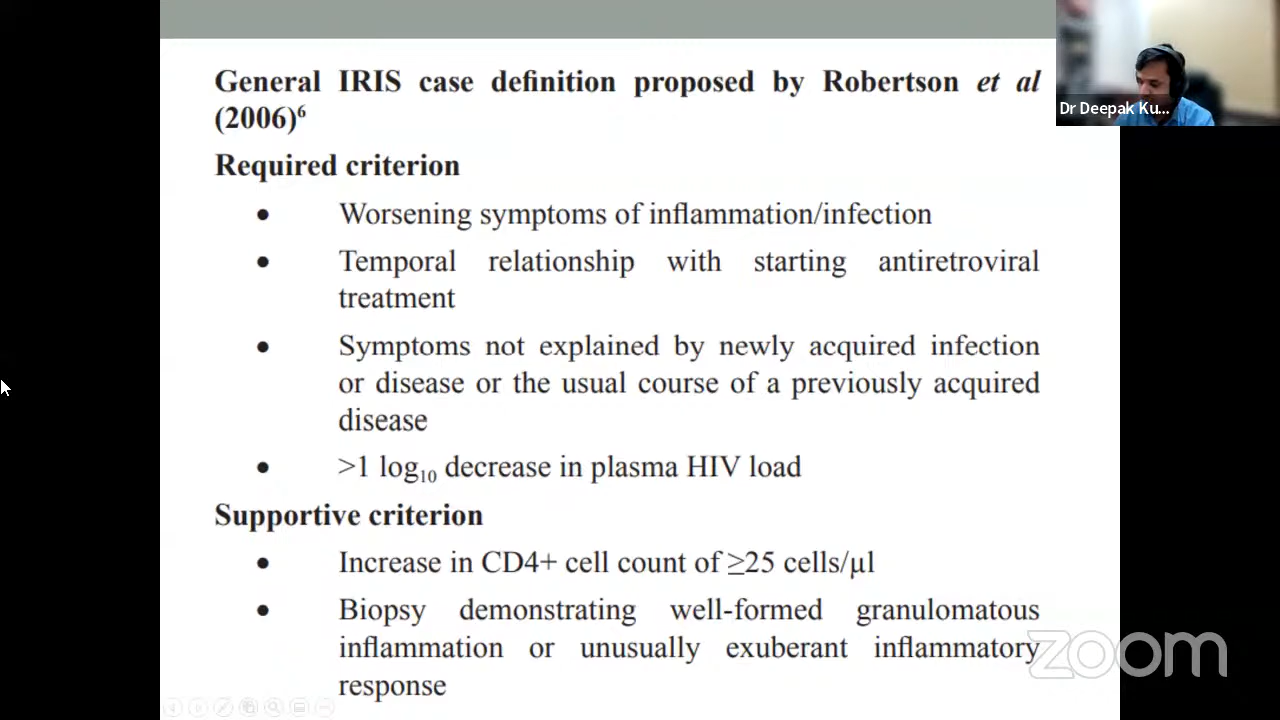 General IRIS case definition proposed by Robertson et al
(2006)6
Required criterion
• Worsening symptoms of inflammation/infection
• Temporal relationship with starting antiretroviral
treatment
• Symptoms not explained by newly acquired infection
or disease or the usual course of a previously acquired
disease
• >1 log10 decrease in plasma HIV load
Supportive criterion
• Increase in CD4+ cell count of ≥25 cells/µl
• Biopsy demonstrating well-formed granulomatous
inflammation or unusually exuberant inflammatory
response
Dr Deepak Ku...
zoom